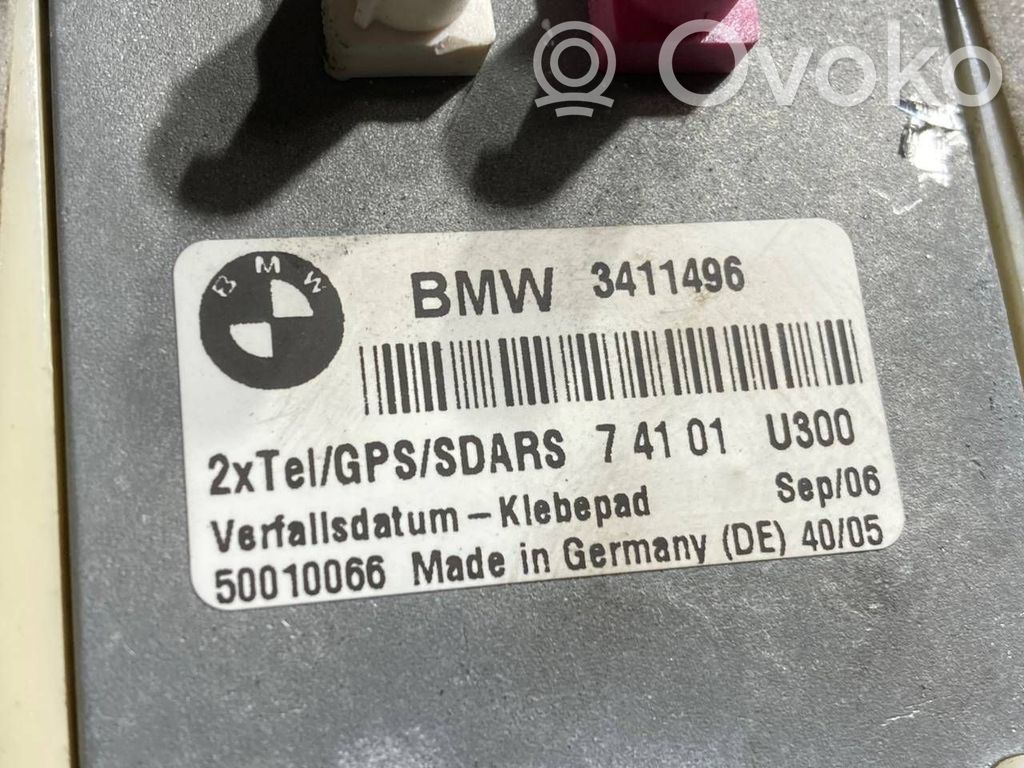 Ovoko
BMW
BMW 3411496
2xTel/GPS/SDARS 7 41 01 U300
Verfallsdatum – Klebepad Sep/06
50010066 Made in Germany (DE) 40/05